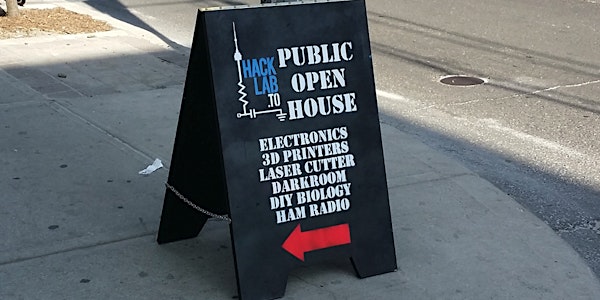 HACK
LAB
.TO
PUBLIC
OPEN
HOUSE
ELECTRONICS
3D PRINTERS
LASER CUTTER
DARKROOM
DIY BIOLOGY
HAM RADIO